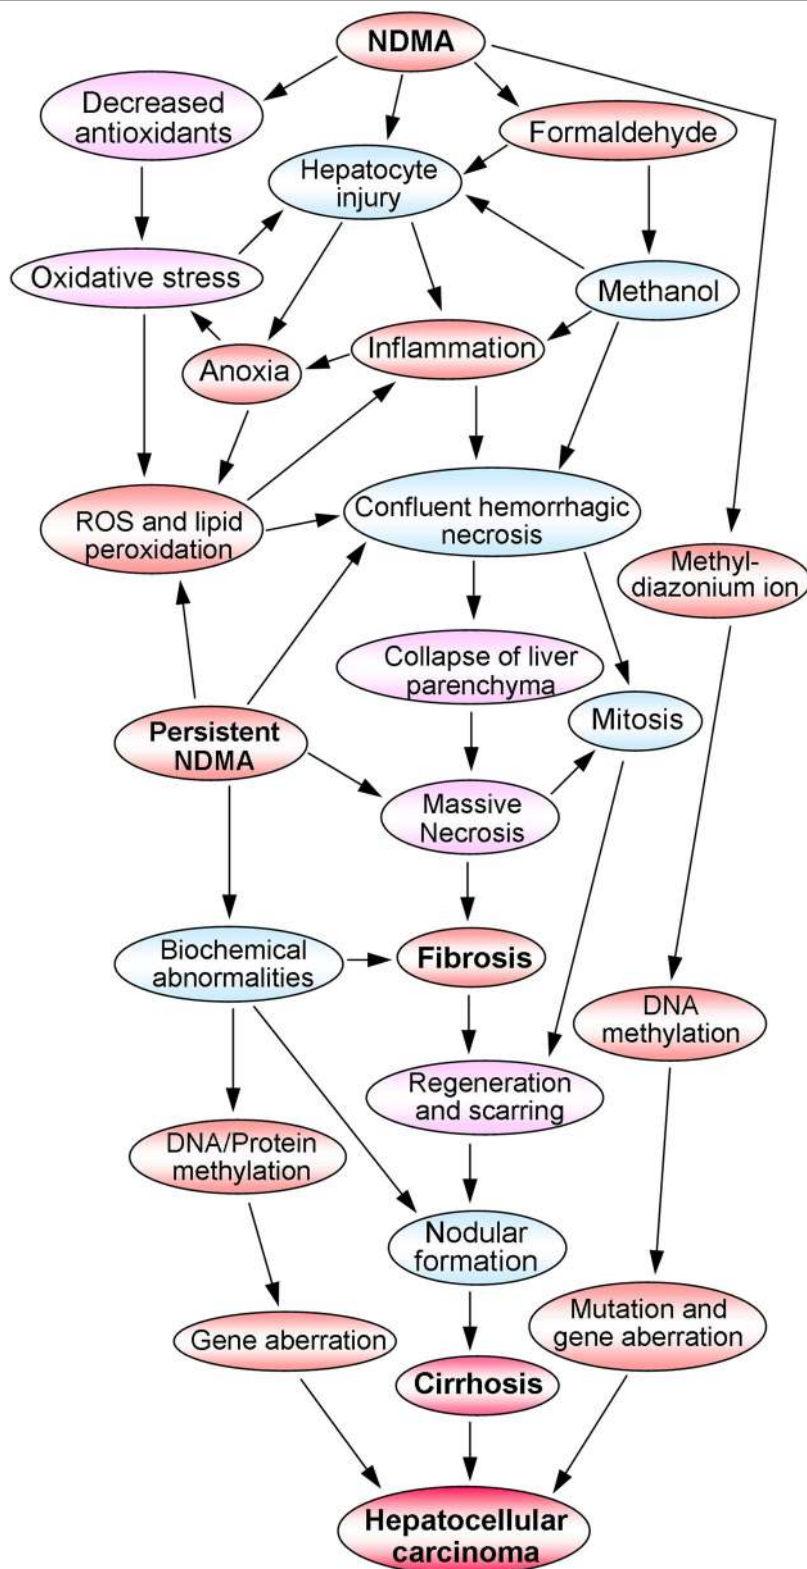 NDMA
Decreased
antioxidants
Formaldehyde
Hepatocyte
injury
Oxidative stress
Methanol
Inflammation
Anoxia
ROS and lipid
peroxidation
Confluent hemorrhagic
necrosis
Methyl-
diazonium ion
Collapse of liver
parenchyma
Mitosis
Persistent
NDMA
Massive
Necrosis
Biochemical
abnormalities
Fibrosis
DNA
methylation
Regeneration
and scarring
DNA/Protein
methylation
Nodular
formation
Gene aberration
Mutation and
gene aberration
Cirrhosis
Hepatocellular
carcinoma